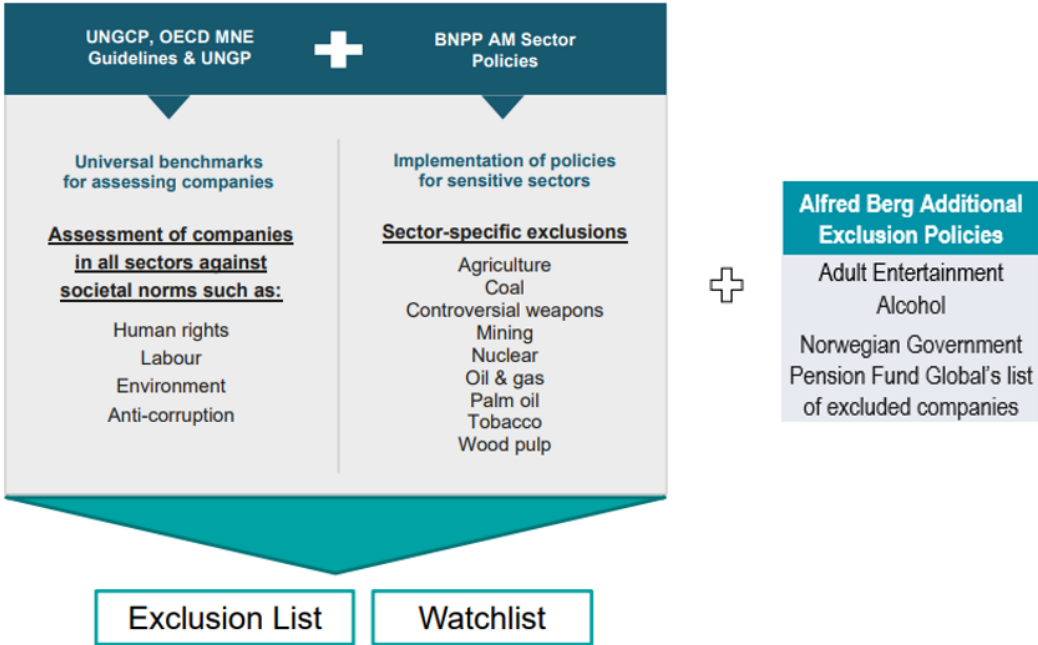 UNGCP, OECD MNE
Guidelines & UNGP
BNPP AM Sector
Policies
Universal benchmarks
for assessing companies
Assessment of companies
in all sectors against
societal norms such as:
Human rights
Labour
Environment
Anti-corruption
Implementation of policies
for sensitive sectors
Sector-specific exclusions
Agriculture
Coal
Controversial weapons
Mining
Nuclear
Oil & gas
Palm oil
Tobacco
Wood pulp
Alfred Berg Additional
Exclusion Policies
Adult Entertainment
Alcohol
Norwegian Government
Pension Fund Global's list
of excluded companies
Exclusion List
Watchlist